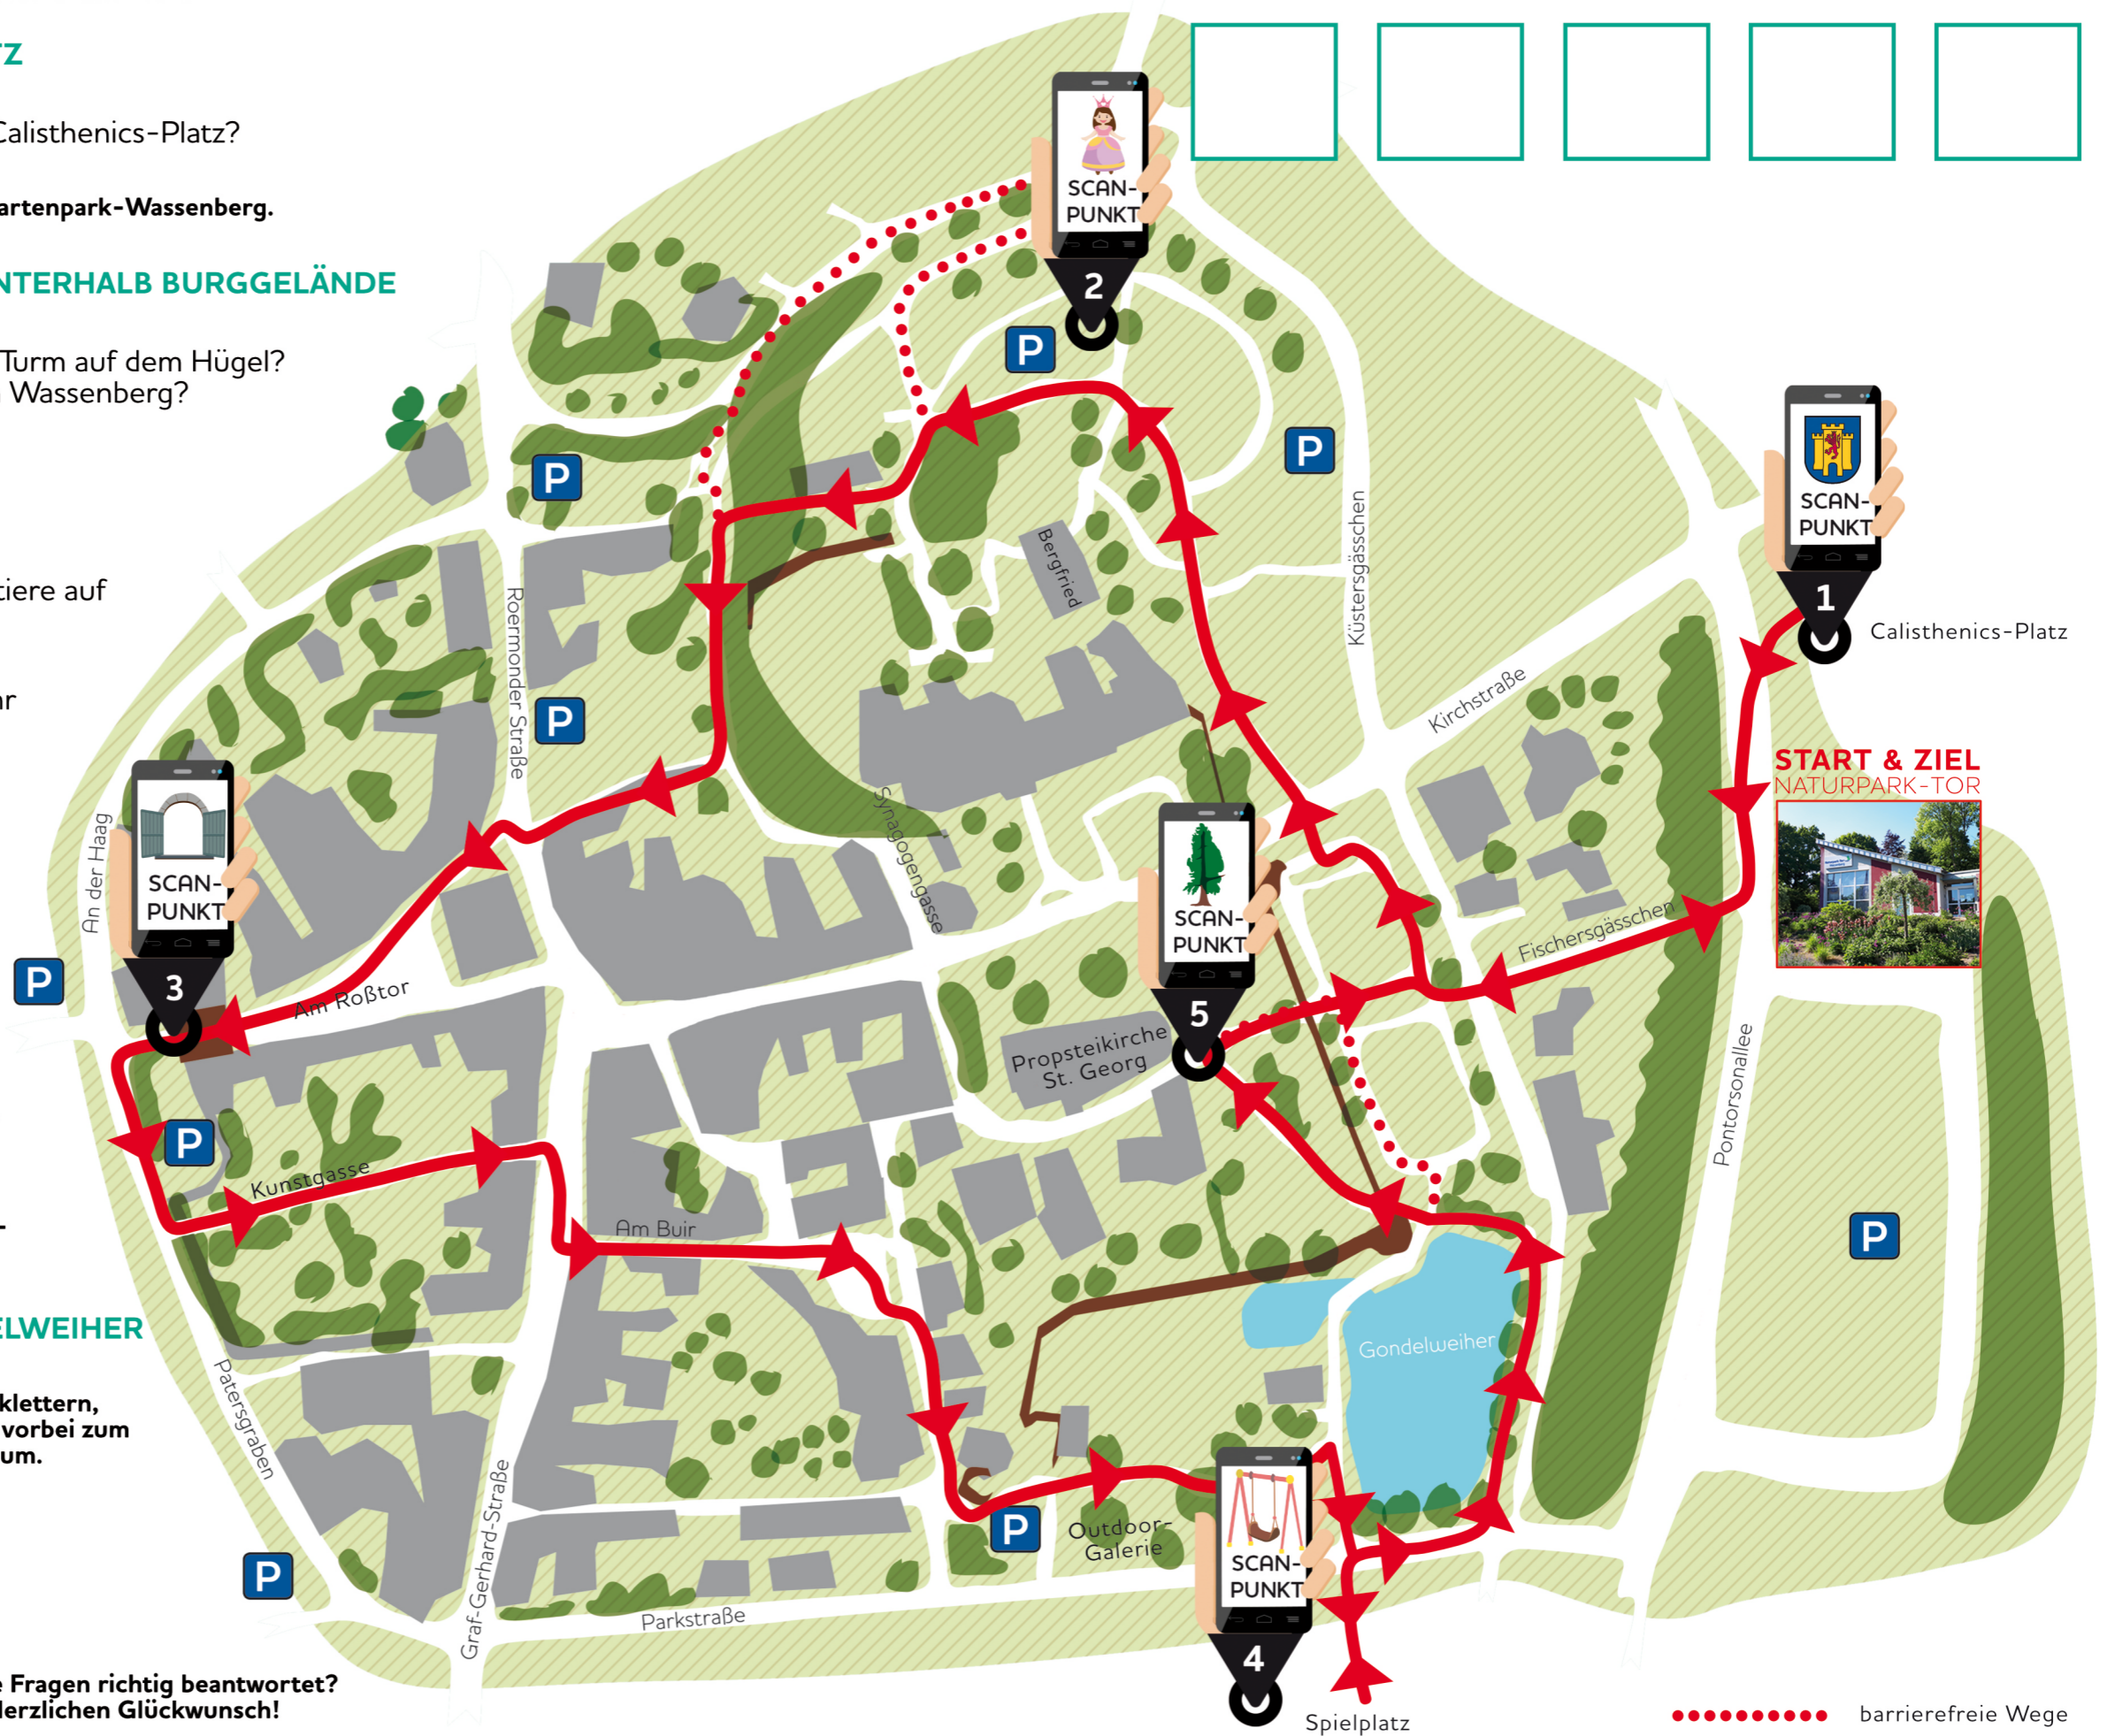 TZ
Calisthenics-Platz?
artenpark-Wassenberg.
NTERHALB BURGGELÄNDE
Turm auf dem Hügel?
Wassenberg?
tiere auf
hr
ELWEIHER
klettern,
vorbei zum
um.
e Fragen richtig beantwortet?
Herzlichen Glückwunsch!
SCAN-
PUNKT
2
P
P
P
P
SCAN-
PUNKT
1
Calisthenics-Platz
START & ZIEL
NATURPARK-TOR
Bergfried
Küstersgässchen
Kirchstraße
Roermonder Straße
Synagogengasse
Fischersgässchen
An der Haag
SCAN-
PUNKT
3
P
Am Roßtor
SCAN-
PUNKT
5
Propsteikirche
St. Georg
Pontorsonallee
P
P
Kunstgasse
Am Buir
Gondelweiher
Patersgraben
Graf-Gerhard-Straße
P
P
Outdoor-
Galerie
SCAN-
PUNKT
4
Parkstraße
Spielplatz
barrierefreie Wege